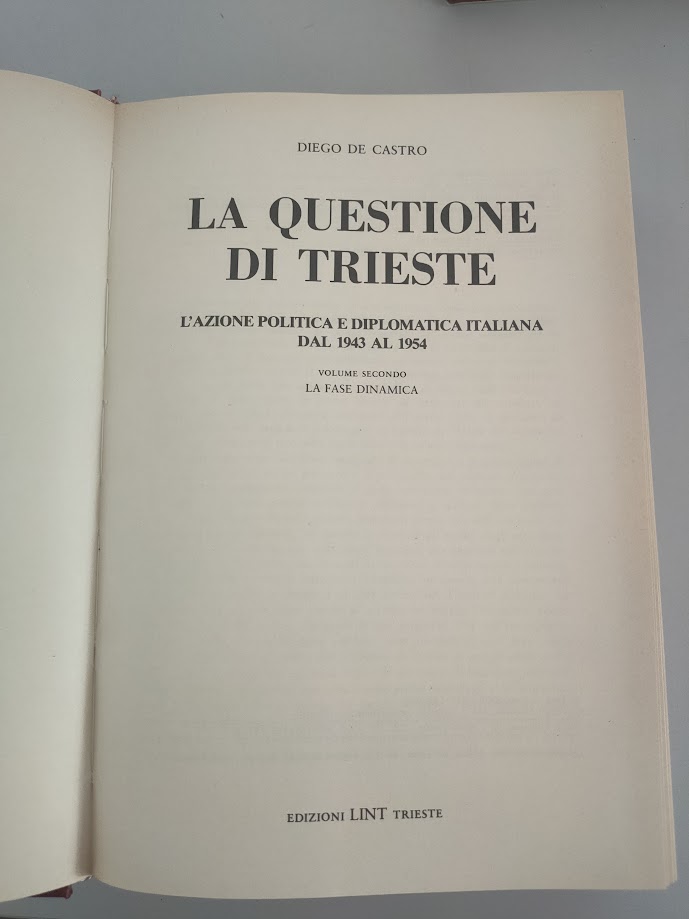 DIEGO DE CASTRO
LA QUESTIONE
DI TRIESTE
L'AZIONE POLITICA E DIPLOMATICA ITALIANA
DAL 1943 AL 1954
VOLUME SECONDO
LA FASE DINAMICA
EDIZIONI LINT TRIESTE